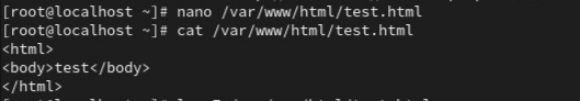 [root@localhost ~]# nano /var/www/html/test.html
[root@localhost ~]# cat /var/www/html/test.html
<html>
<body>test</body>
</html>